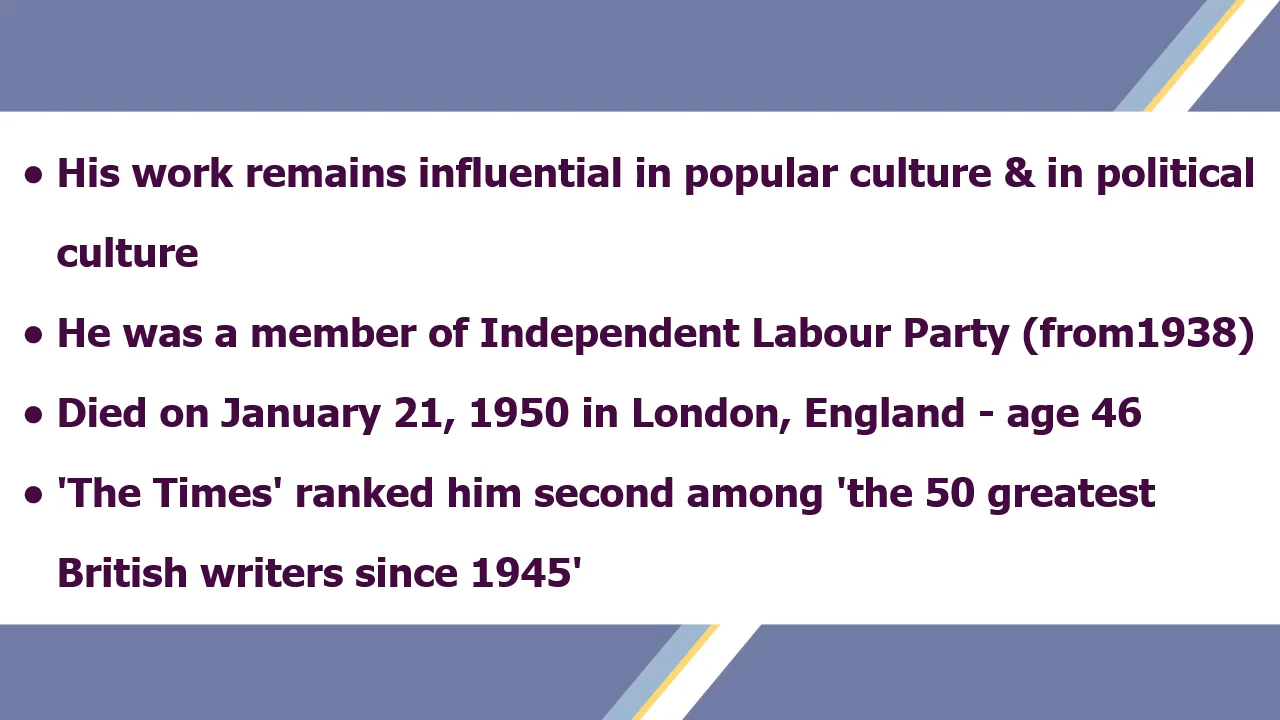 ● His work remains influential in popular culture & in political
culture
● He was a member of Independent Labour Party (from1938)
● Died on January 21, 1950 in London, England - age 46
● 'The Times' ranked him second among 'the 50 greatest
British writers since 1945'